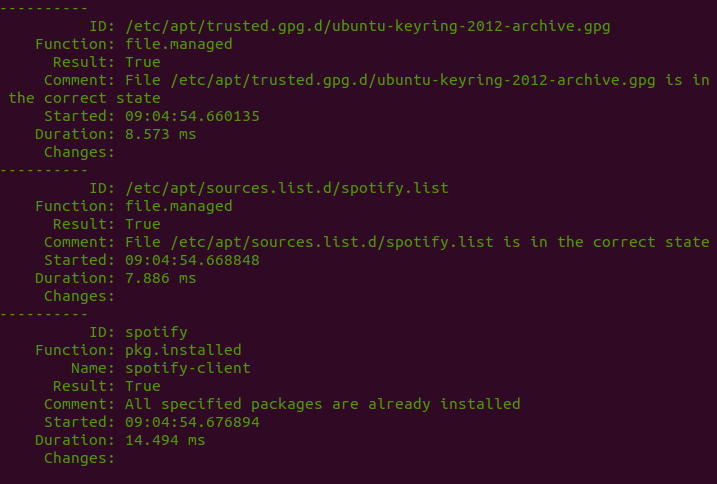 ----------
          ID: /etc/apt/trusted.gpg.d/ubuntu-keyring-2012-archive.gpg
    Function: file.managed
      Result: True
     Comment: File /etc/apt/trusted.gpg.d/ubuntu-keyring-2012-archive.gpg is in
 the correct state
     Started: 09:04:54.660135
    Duration: 8.573 ms
     Changes:
----------
          ID: /etc/apt/sources.list.d/spotify.list
    Function: file.managed
      Result: True
     Comment: File /etc/apt/sources.list.d/spotify.list is in the correct state
     Started: 09:04:54.668848
    Duration: 7.886 ms
     Changes:
----------
          ID: spotify
    Function: pkg.installed
        Name: spotify-client
      Result: True
     Comment: All specified packages are already installed
     Started: 09:04:54.676894
    Duration: 14.494 ms
     Changes: